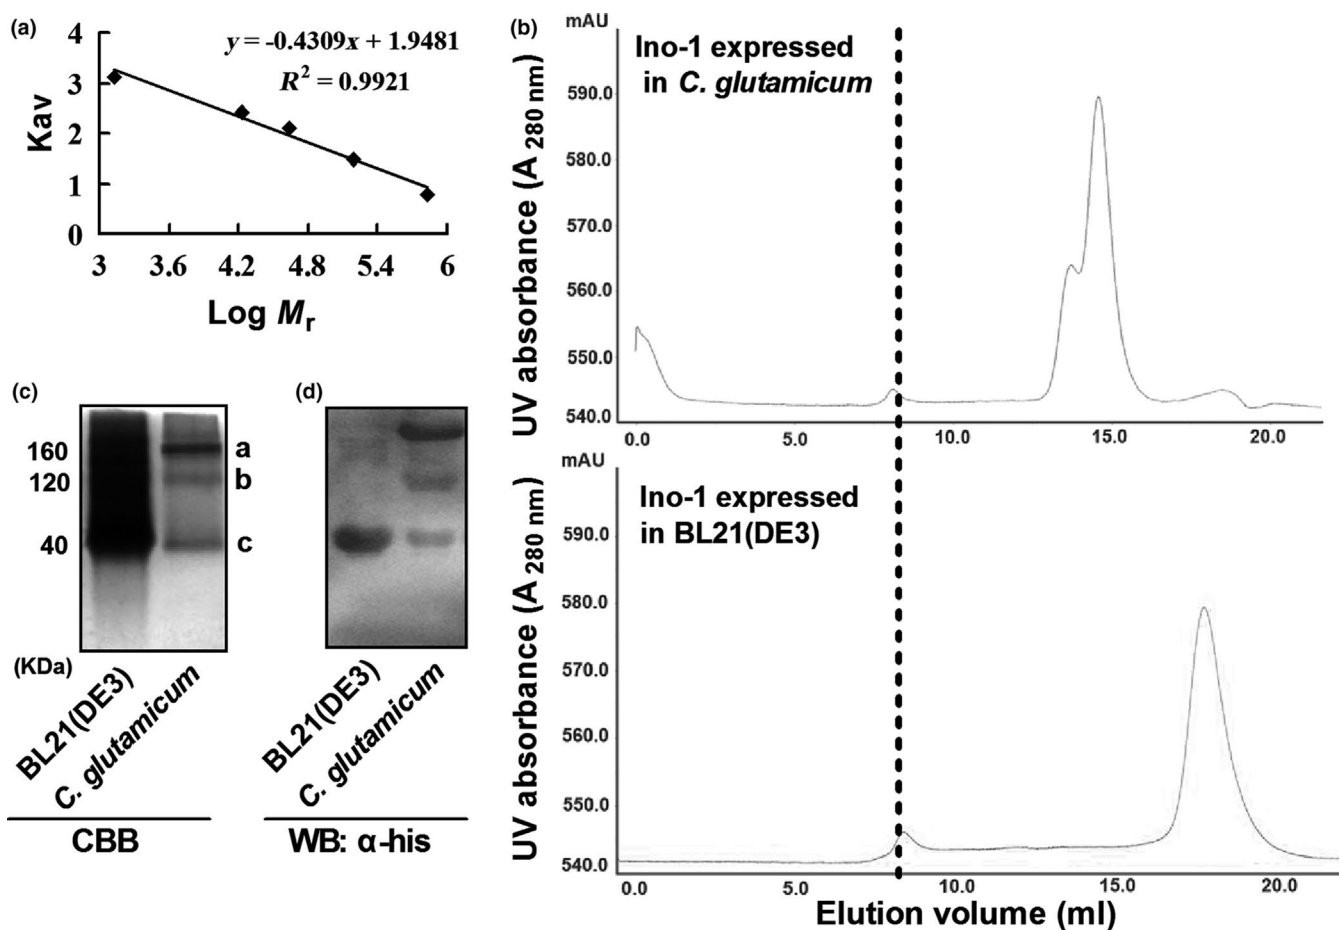 (a)
4
3
2
1
0
Kav
y = -0.4309x + 1.9481
R² = 0.9921
3 3.6 4.2 4.8 5.4 6
Log Mr
(b)
mAU
Ino-1 expressed
in C. glutamicum
590.0
580.0
570.0
560.0
550.0
540.0
UV absorbance (A 280 nm)
0.0 5.0 10.0 15.0 20.0
mAU
Ino-1 expressed
in BL21(DE3)
590.0
580.0
570.0
560.0
550.0
540.0
UV absorbance (A 280 nm)
0.0 5.0 10.0 15.0 20.0
Elution volume (ml)
(c)
160
120
40
a
b
c
(KDa)
BL21(DE3)
C. glutamicum
CBB
(d)
BL21(DE3)
C. glutamicum
WB: α-his